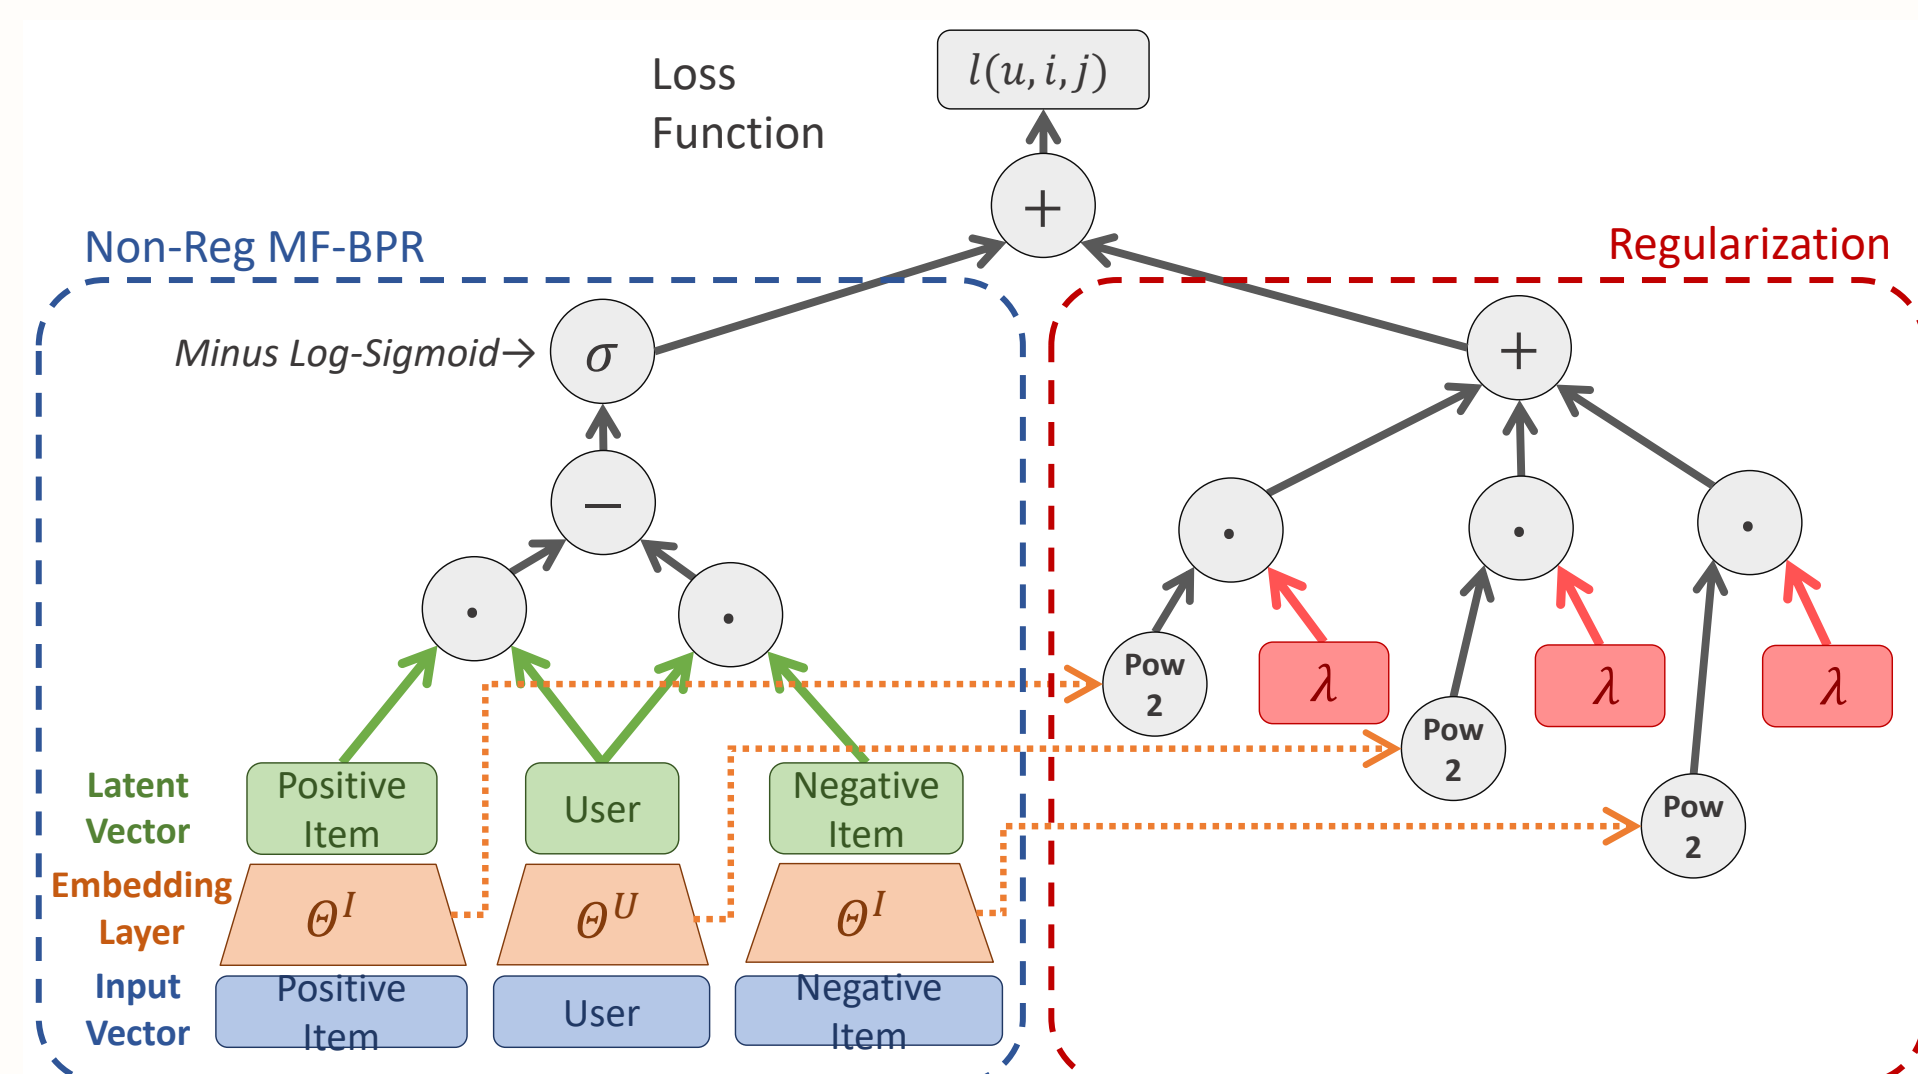 Loss
Function
l(u, i, j)
+
Non-Reg MF-BPR
Regularization
Minus Log-Sigmoid→
σ
+
−
·
·
·
·
·
Pow
2
λ
Pow
2
λ
Pow
2
λ
Latent
Vector
Positive
Item
User
Negative
Item
Embedding
Layer
Θ^I
Θ^U
Θ^I
Input
Vector
Positive
Item
User
Negative
Item